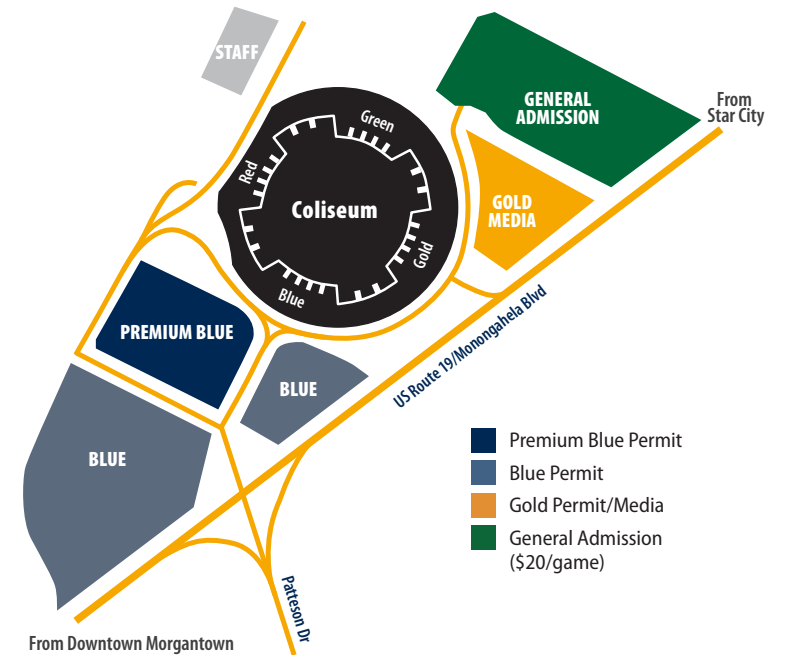 STAFF
GENERAL
ADMISSION
From
Star City
Green
Red
Coliseum
GOLD
MEDIA
Gold
Blue
PREMIUM BLUE
US Route 19/Monongahela Blvd
BLUE
BLUE
Premium Blue Permit
Blue Permit
Gold Permit/Media
General Admission
($20/game)
Patteson Dr
From Downtown Morgantown